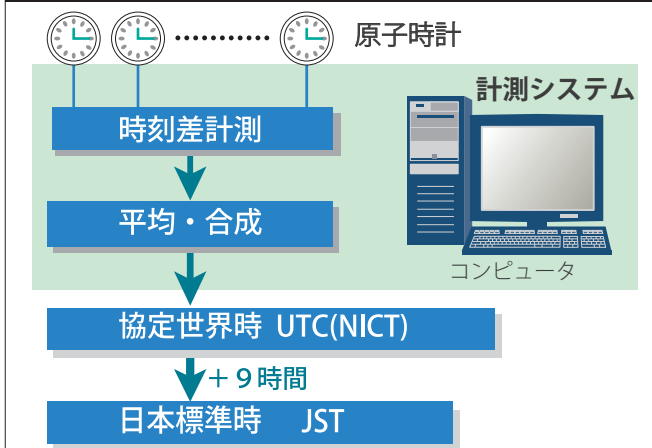 原子時計
計測システム
時刻差計測
平均・合成
コンピュータ
協定世界時 UTC(NICT)
＋９時間
日本標準時 JST